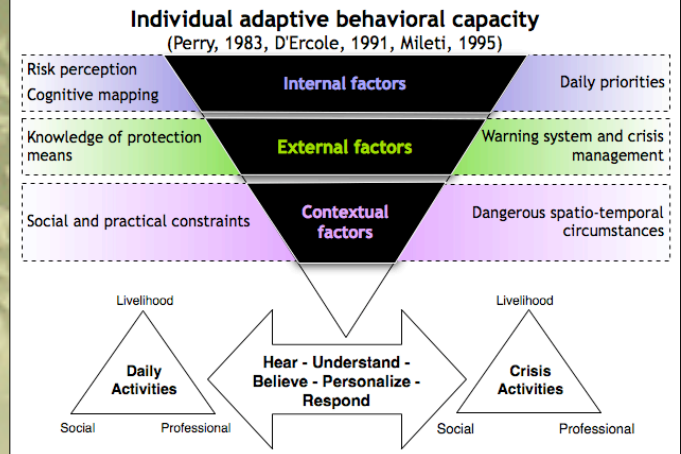 Individual adaptive behavioral capacity
(Perry, 1983, D'Ercole, 1991, Mileti, 1995)
Risk perception
Cognitive mapping
Internal factors
Daily priorities
Knowledge of protection
means
External factors
Warning system and crisis
management
Social and practical constraints
Contextual
factors
Dangerous spatio-temporal
circumstances
Livelihood
Daily
Activities
Social
Professional
Hear - Understand -
Believe - Personalize -
Respond
Livelihood
Crisis
Activities
Social
Professional